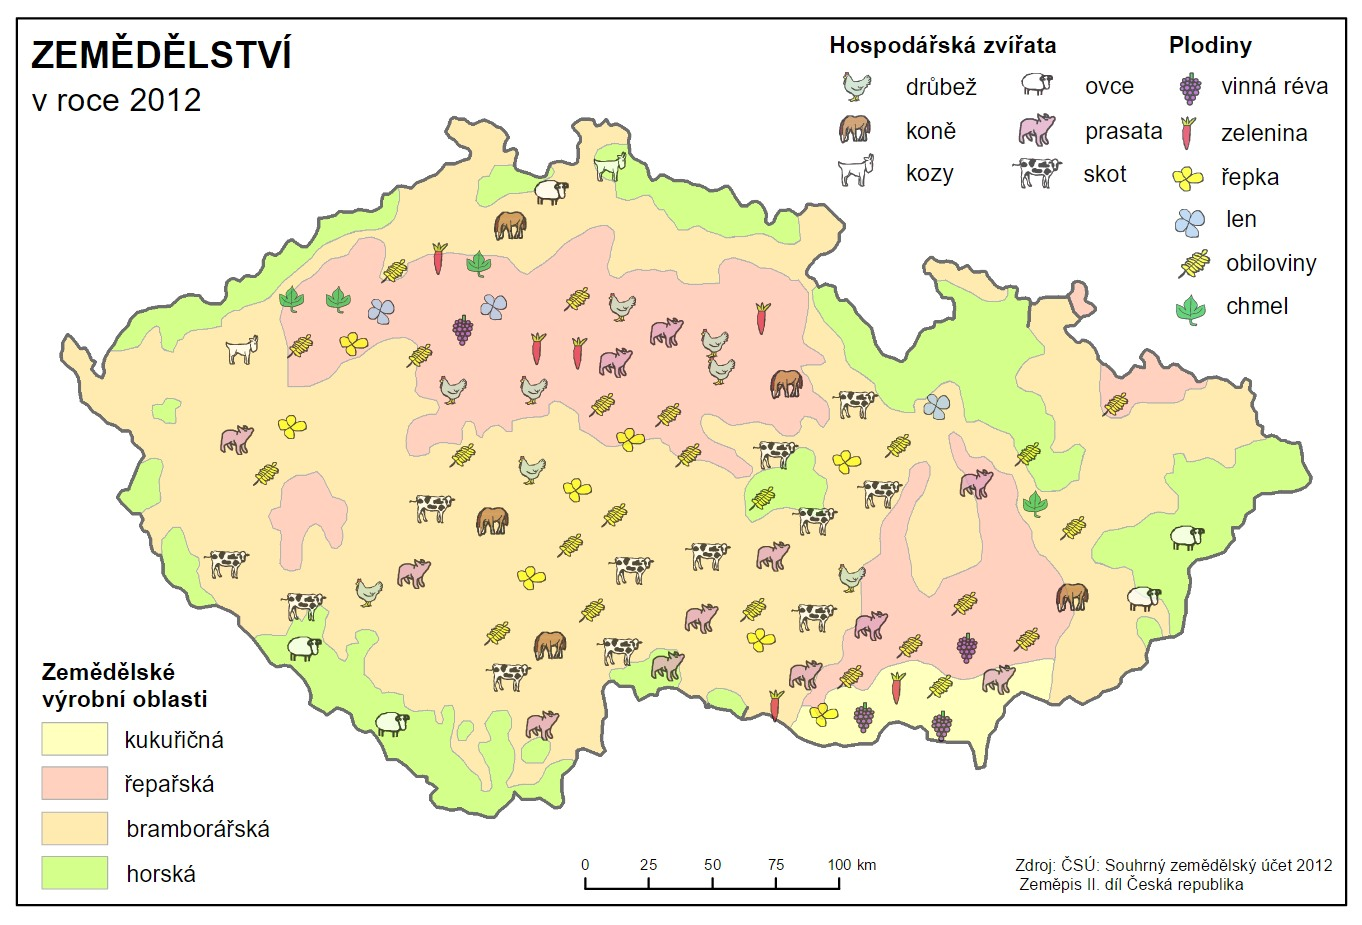 ZEMĚDĚLSTVÍ
v roce 2012
Hospodářská zvířata
drůbež
ovce
koně
prasata
kozy
skot
Plodiny
vinná réva
zelenina
řepka
len
obiloviny
chmel
Zemědělské
výrobní oblasti
kukuřičná
řepařská
bramborářská
horská
0 25 50 75 100 km
Zdroj: ČSÚ: Souhrný zemědělský účet 2012
Zeměpis II. díl Česká republika